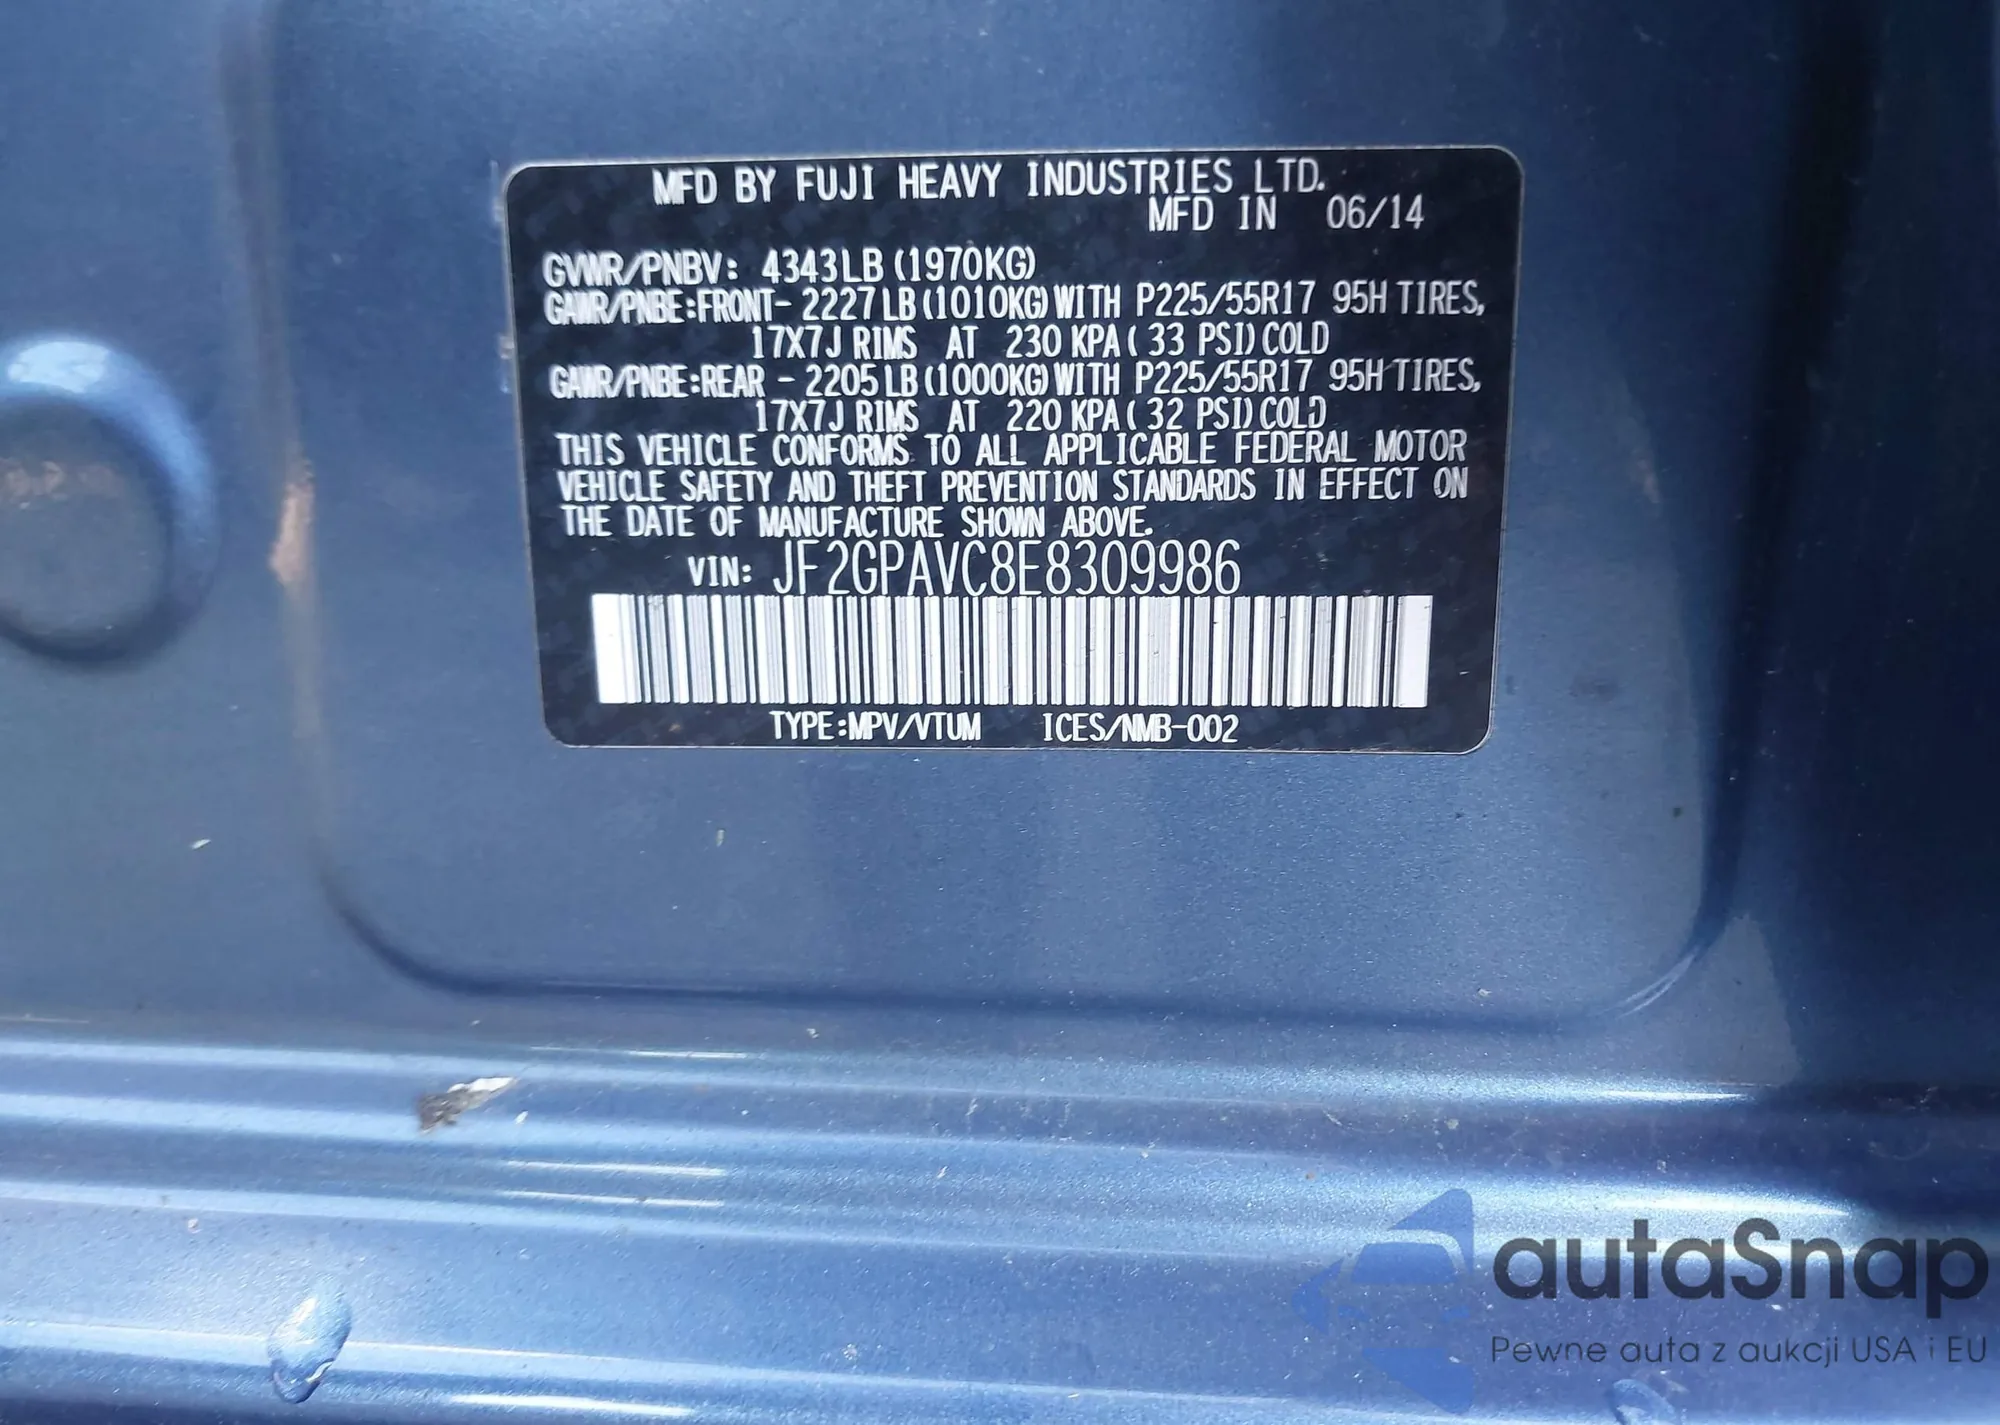 MFD BY FUJI HEAVY INDUSTRIES LTD.
MFD IN 06/14
GVWR/PNBV: 4343LB (1970KG)
GAWR/PNBE:FRONT- 2227LB (1010KG) WITH P225/55R17 95H TIRES,
17X7J RIMS AT 230 KPA ( 33 PSI) COLD
GAWR/PNBE:REAR - 2205LB (1000KG) WITH P225/55R17 95H TIRES,
17X7J RIMS AT 220 KPA ( 32 PSI) COLD
THIS VEHICLE CONFORMS TO ALL APPLICABLE FEDERAL MOTOR
VEHICLE SAFETY AND THEFT PREVENTION STANDARDS IN EFFECT ON
THE DATE OF MANUFACTURE SHOWN ABOVE.
VIN: JF2GPAVC8E8309986
TYPE:MPV/VTUM ICES/NMB-002
autaSnap
Pewne auta z aukcji USA i EU